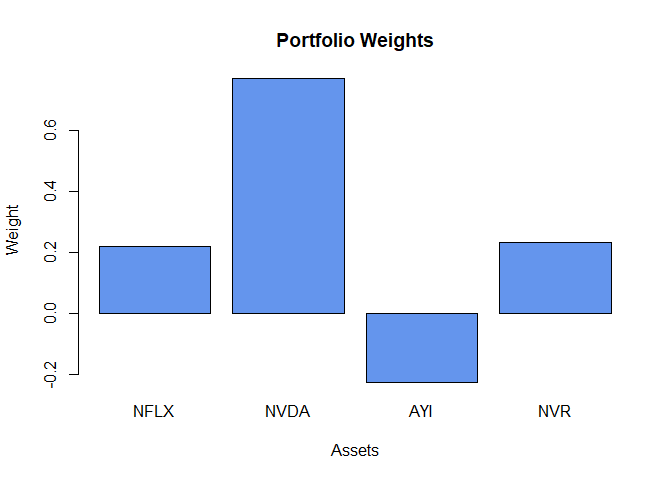 Portfolio Weights
Weight
0.6
0.4
0.2
0.0
-0.2
NFLX NVDA AYI NVR
Assets